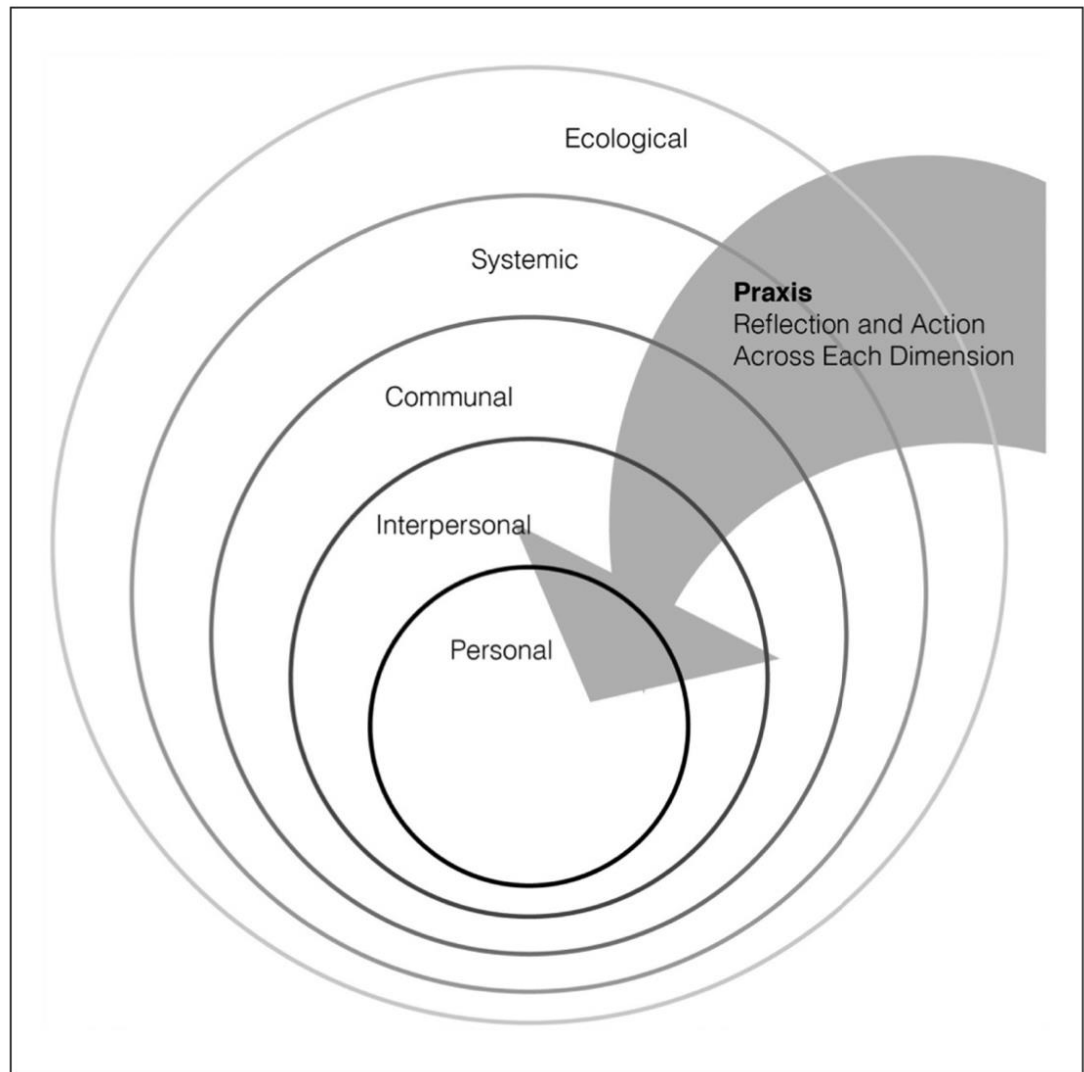 Ecological
Systemic
Praxis
Reflection and Action
Across Each Dimension
Communal
Interpersonal
Personal